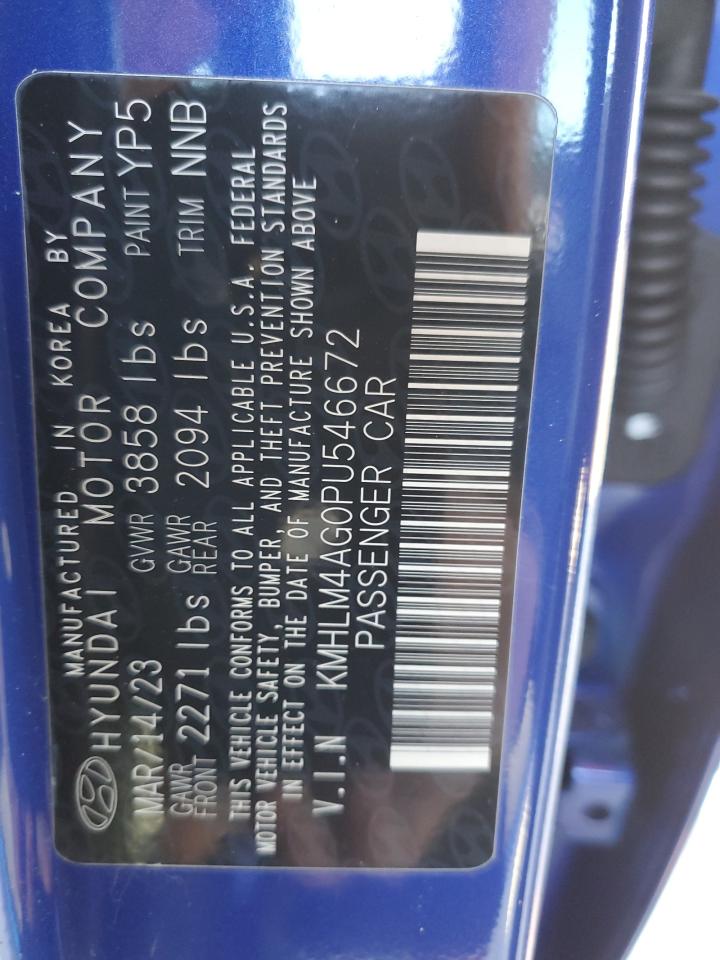 MANUFACTURED IN KOREA BY
HYUNDAI MOTOR COMPANY
MAR/14/23 GVWR 3858 lbs PAINT YP5
GAWR FRONT 2271 lbs GAWR REAR 2094 lbs TRIM NNB
THIS VEHICLE CONFORMS TO ALL APPLICABLE U.S.A. FEDERAL
MOTOR VEHICLE SAFETY, BUMPER, AND THEFT PREVENTION STANDARDS
IN EFFECT ON THE DATE OF MANUFACTURE SHOWN ABOVE
V.I.N KMHLM4AG0PU546672
PASSENGER CAR